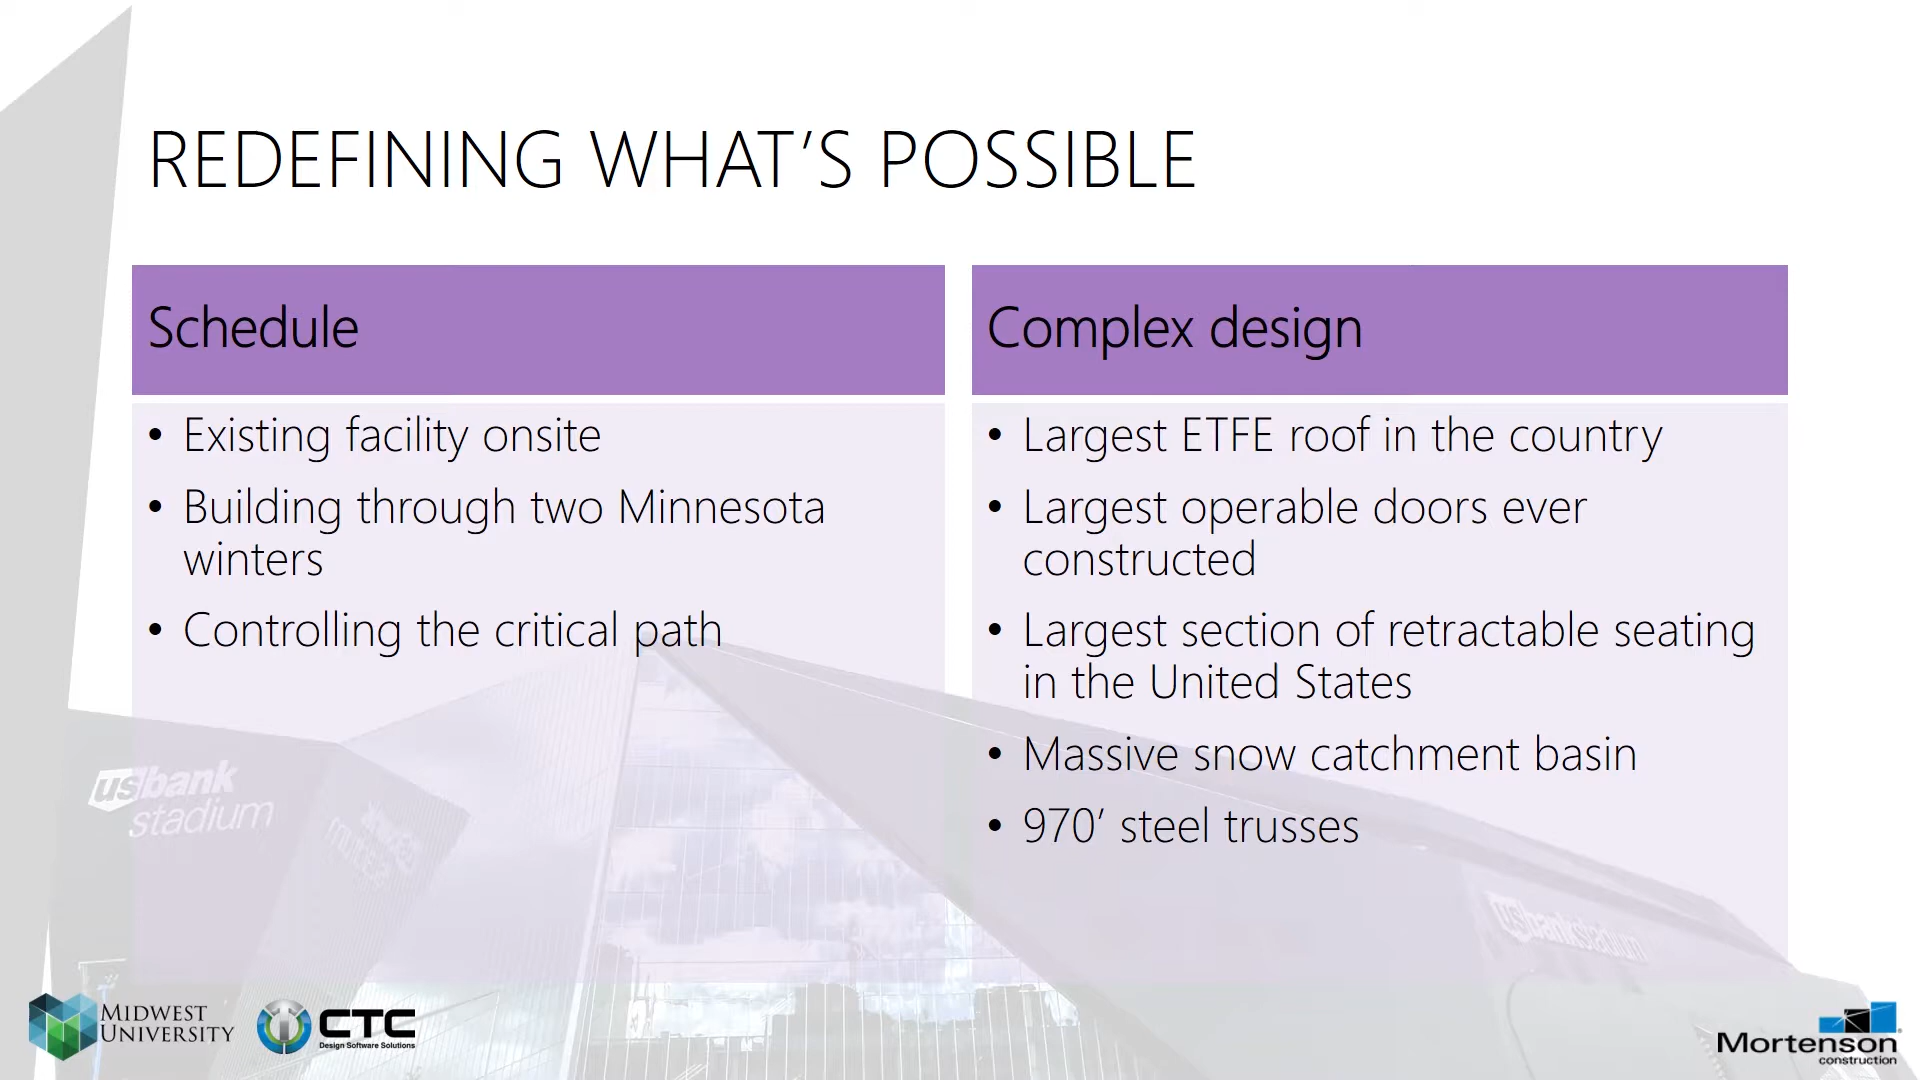 REDEFINING WHAT’S POSSIBLE
Schedule
• Existing facility onsite
• Building through two Minnesota
winters
• Controlling the critical path
Complex design
• Largest ETFE roof in the country
• Largest operable doors ever
constructed
• Largest section of retractable seating
in the United States
• Massive snow catchment basin
• 970’ steel trusses
usbank
stadium
usbank stadium
MIDWEST
UNIVERSITY
CTC
Design Software Solutions
Mortenson
construction